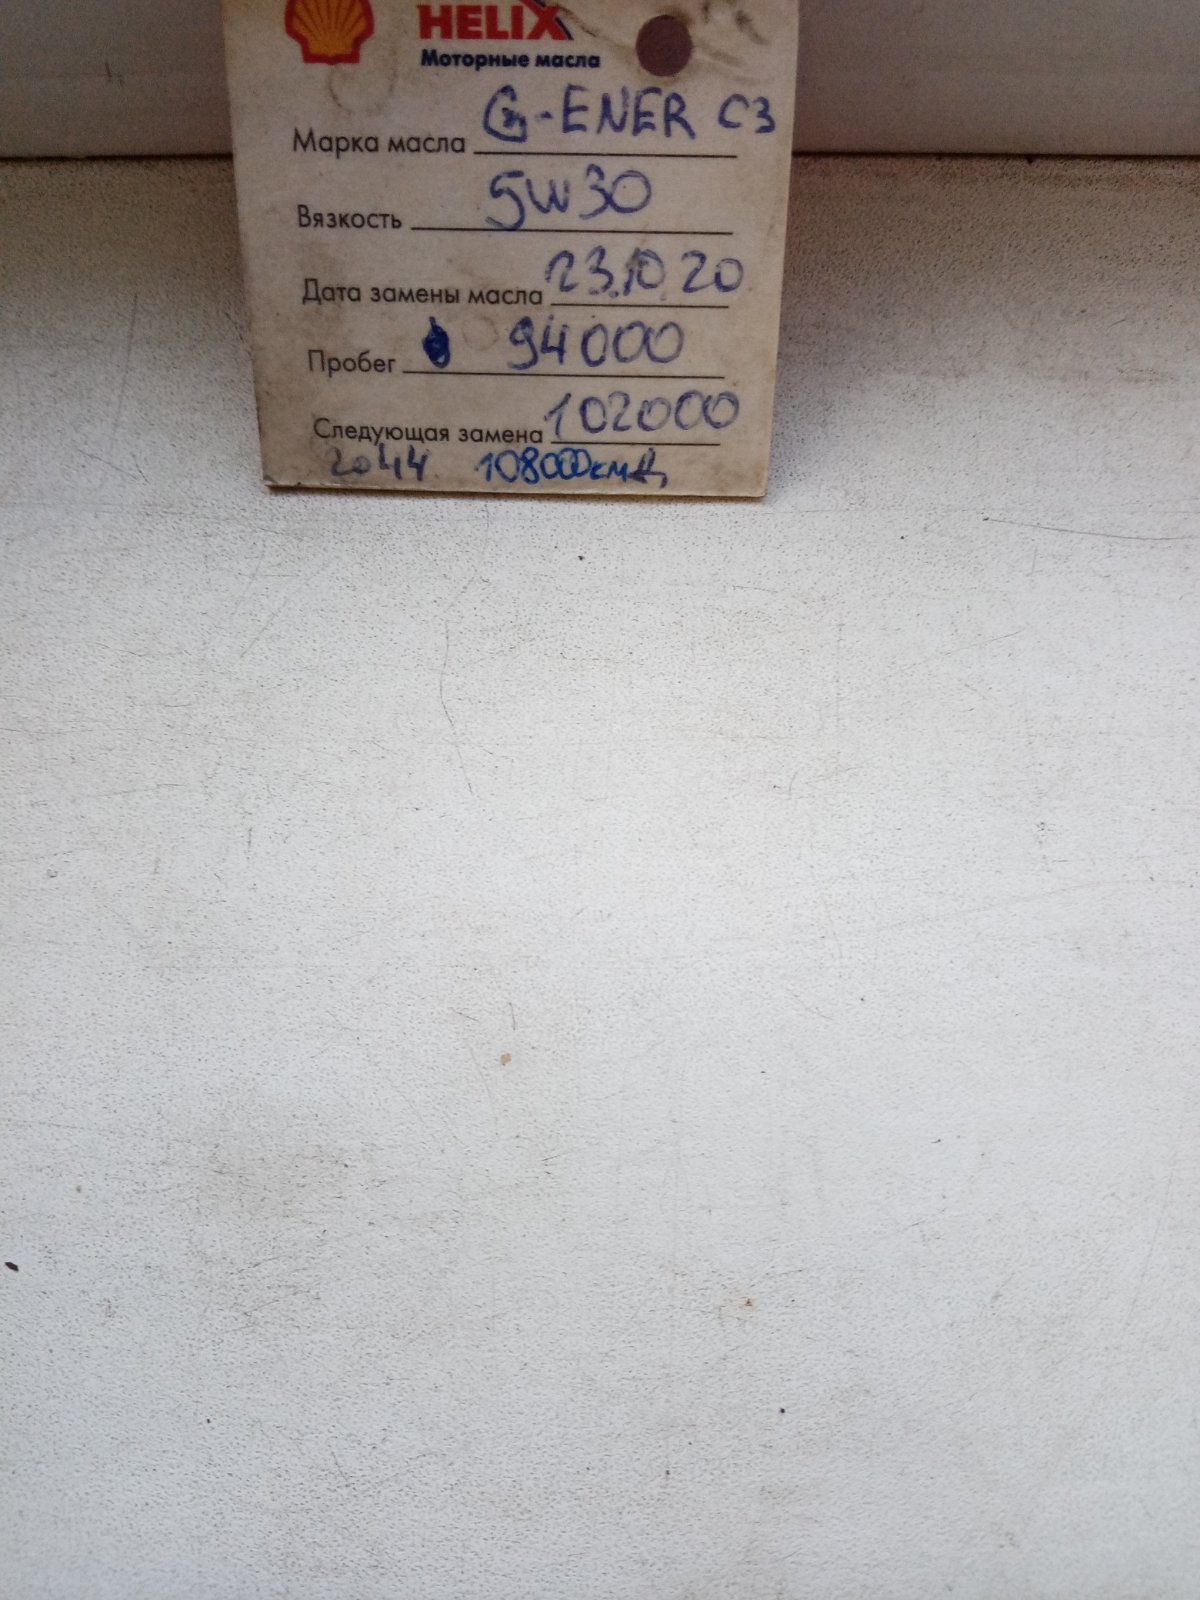 HELIX
Моторные масла
Марка масла G-ENER C3
Вязкость 5W30
Дата замены масла 23.10.20
Пробег 94000
Следующая замена 102000
2044 108000км